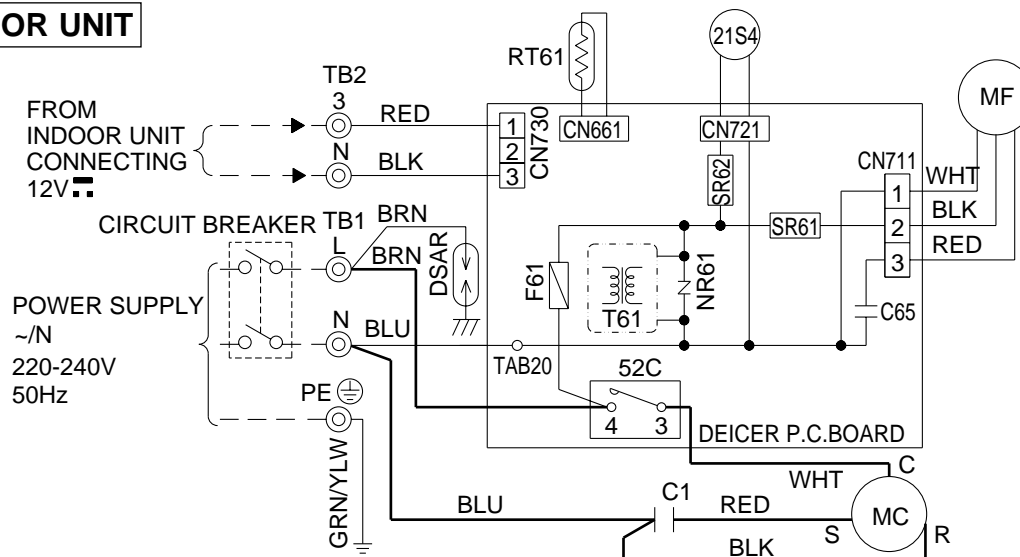 OR UNIT
FROM
INDOOR UNIT
CONNECTING
12V
TB2
3
N
RED
BLK
1
2
3
CN730
RT61
CN661
21S4
CN721
SR62
MF
CN711
1
2
3
WHT
BLK
RED
SR61
C65
CIRCUIT BREAKER
TB1
L
BRN
BRN
DSAR
F61
T61
NR61
POWER SUPPLY
~/N
220-240V
50Hz
N
BLU
TAB20
52C
4
3
DEICER P.C.BOARD
PE
GRN/YLW
BLU
C1
RED
BLK
WHT
C
MC
S
R